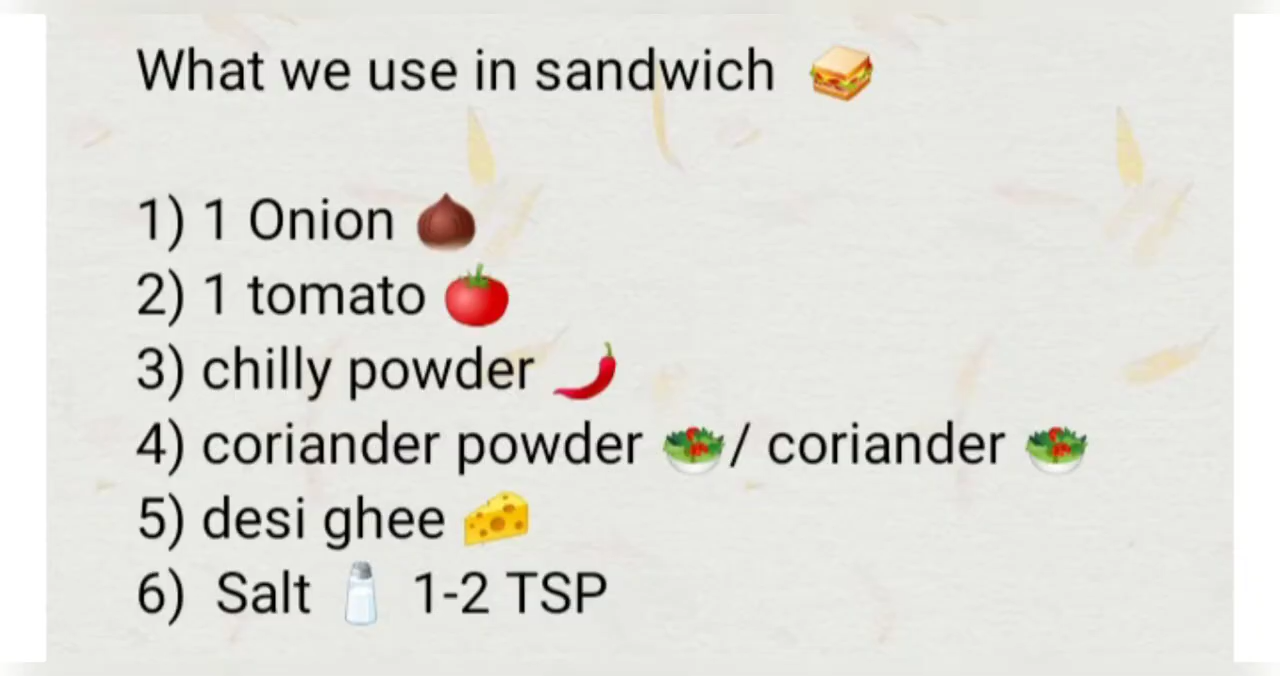 What we use in sandwich 🥪
1) 1 Onion 🌰
2) 1 tomato 🍅
3) chilly powder 🌶️
4) coriander powder 🥗/ coriander 🥗
5) desi ghee 🧀
6)  Salt 🧂 1-2 TSP